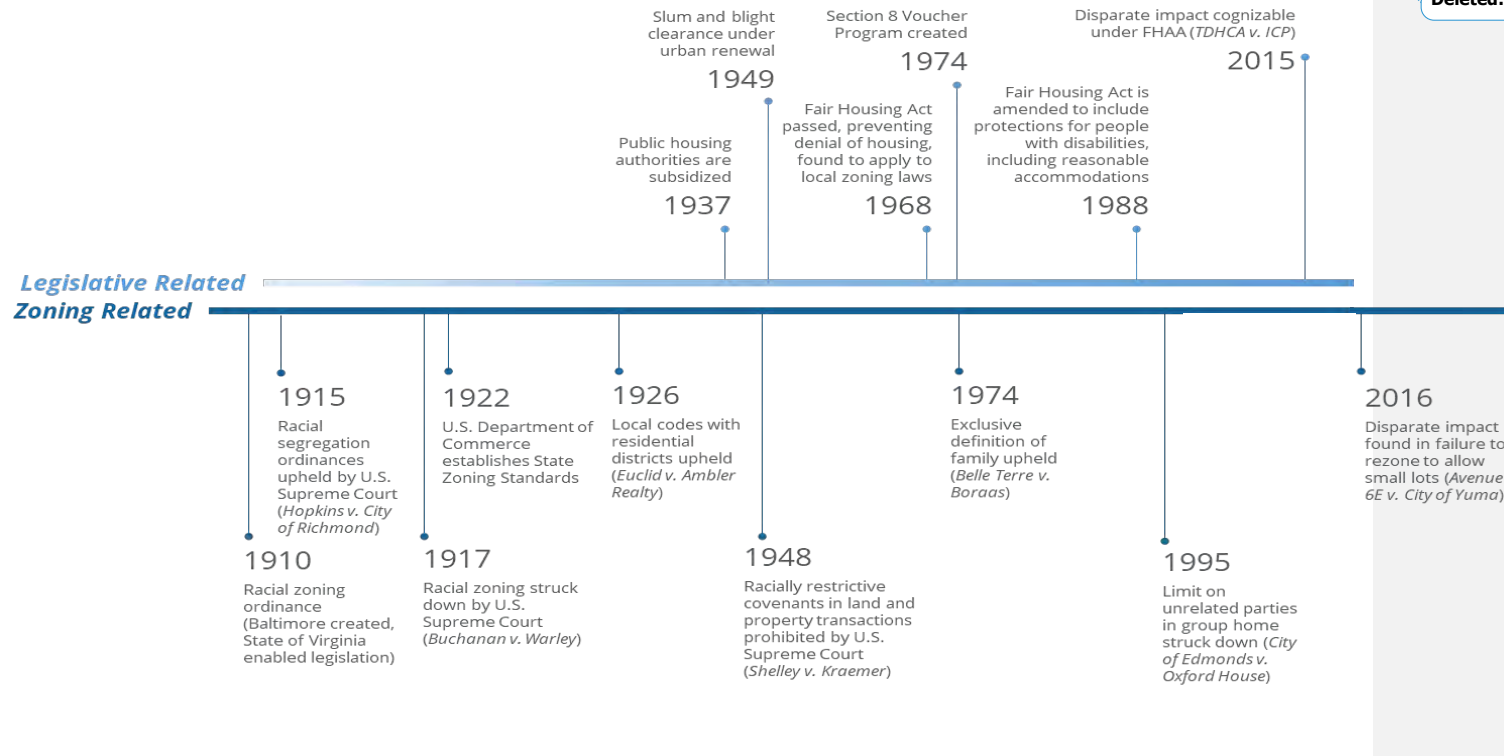 Deleted:
Slum and blight
clearance under
urban renewal
1949
Section 8 Voucher
Program created
1974
Disparate impact cognizable
under FHAA (TDHCA v. ICP)
2015
Public housing
authorities are
subsidized
1937
Fair Housing Act
passed, preventing
denial of housing,
found to apply to
local zoning laws
1968
Fair Housing Act is
amended to include
protections for people
with disabilities,
including reasonable
accommodations
1988
Legislative Related
Zoning Related
1915
Racial
segregation
ordinances
upheld by U.S.
Supreme Court
(Hopkins v. City
of Richmond)
1922
U.S. Department of
Commerce
establishes State
Zoning Standards
1926
Local codes with
residential
districts upheld
(Euclid v. Ambler
Realty)
1974
Exclusive
definition of
family upheld
(Belle Terre v.
Boraas)
2016
Disparate impact
found in failure to
rezone to allow
small lots (Avenue
6E v. City of Yuma)
1910
Racial zoning
ordinance
(Baltimore created,
State of Virginia
enabled legislation)
1917
Racial zoning struck
down by U.S.
Supreme Court
(Buchanan v. Warley)
1948
Racially restrictive
covenants in land and
property transactions
prohibited by U.S.
Supreme Court
(Shelley v. Kraemer)
1995
Limit on
unrelated parties
in group home
struck down (City
of Edmonds v.
Oxford House)